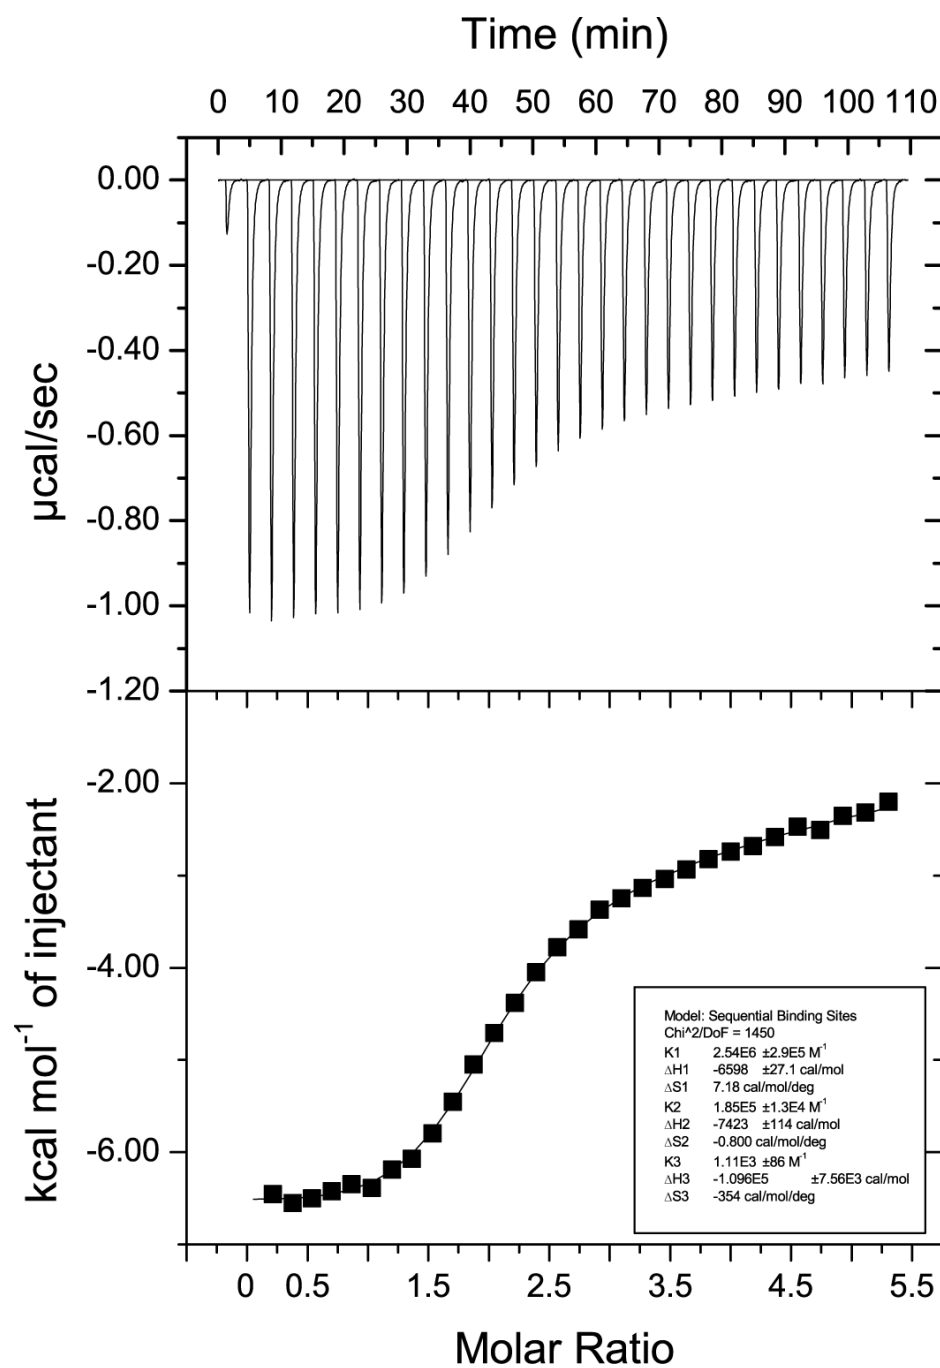 Time (min)
0 10 20 30 40 50 60 70 80 90 100 110
0.00
-0.20
-0.40
-0.60
-0.80
-1.00
-1.20
µcal/sec
-2.00
-4.00
-6.00
kcal mol⁻¹ of injectant
Model: Sequential Binding Sites
Chi^2/DoF = 1450
K1 2.54E6 ±2.9E5 M⁻¹
ΔH1 -6598 ±27.1 cal/mol
ΔS1 7.18 cal/mol/deg
K2 1.85E5 ±1.3E4 M⁻¹
ΔH2 -7423 ±114 cal/mol
ΔS2 -0.800 cal/mol/deg
K3 1.11E3 ±86 M⁻¹
ΔH3 -1.096E5 ±7.56E3 cal/mol
ΔS3 -354 cal/mol/deg
0 0.5 1.5 2.5 3.5 4.5 5.5
Molar Ratio